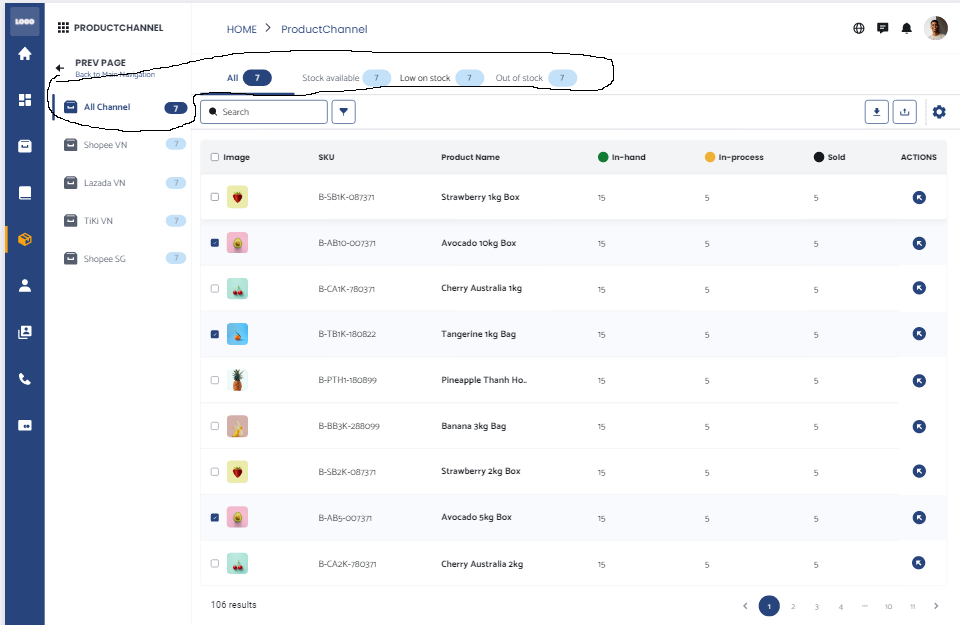 LOGO
PRODUCTCHANNEL
HOME > ProductChannel
PREV PAGE
Back to Main Navigation
All 7 Stock available 7 Low on stock 7 Out of stock 7
All Channel 7
Shopee VN 7
Lazada VN 7
TiKi VN 7
Shopee SG 7
Search
Image SKU Product Name In-hand In-process Sold ACTIONS
B-SB1K-087371 Strawberry 1kg Box 15 5 5
B-AB10-007371 Avocado 10kg Box 15 5 5
B-CA1K-780371 Cherry Australia 1kg 15 5 5
B-TB1K-180822 Tangerine 1kg Bag 15 5 5
B-PTH1-180899 Pineapple Thanh Ho.. 15 5 5
B-BB3K-288099 Banana 3kg Bag 15 5 5
B-SB2K-087371 Strawberry 2kg Box 15 5 5
B-AB5-007371 Avocado 5kg Box 15 5 5
B-CA2K-780371 Cherry Australia 2kg 15 5 5
106 results
< 1 2 3 4 ... 10 11 >